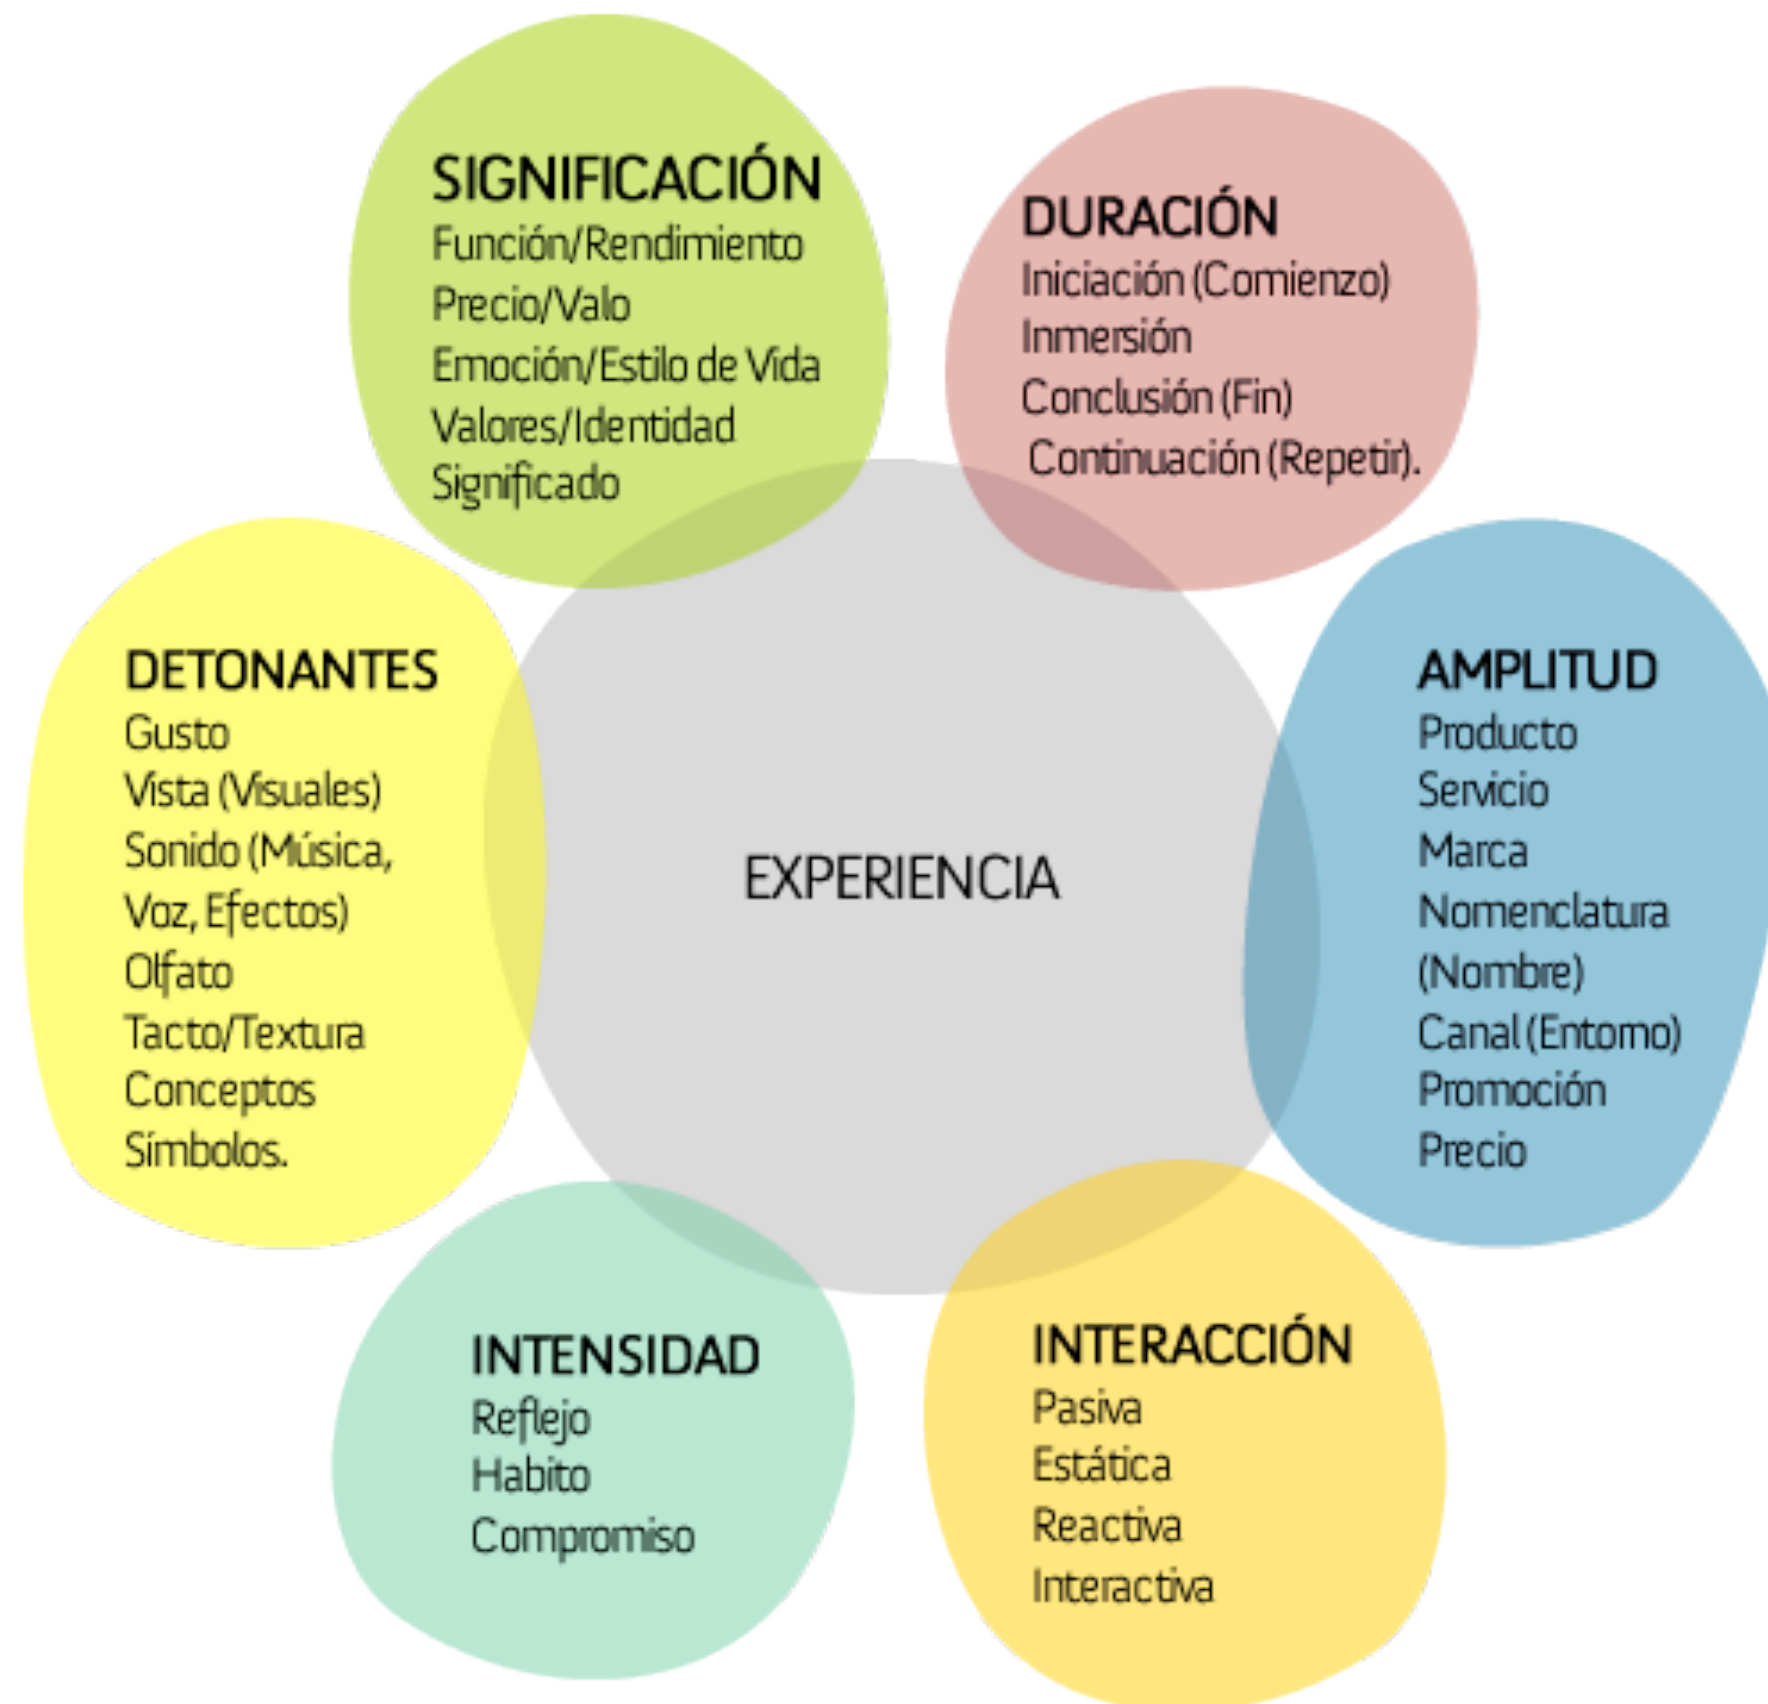 SIGNIFICACIÓN
Función/Rendimiento
Precio/Valo
Emoción/Estilo de Vida
Valores/Identidad
Significado
DURACIÓN
Iniciación (Comienzo)
Inmersión
Conclusión (Fin)
Continuación (Repetir).
DETONANTES
Gusto
Vista (Visuales)
Sonido (Música,
Voz, Efectos)
Olfato
Tacto/Textura
Conceptos
Símbolos.
EXPERIENCIA
AMPLITUD
Producto
Servicio
Marca
Nomenclatura
(Nombre)
Canal (Entorno)
Promoción
Precio
INTENSIDAD
Reflejo
Habito
Compromiso
INTERACCIÓN
Pasiva
Estática
Reactiva
Interactiva